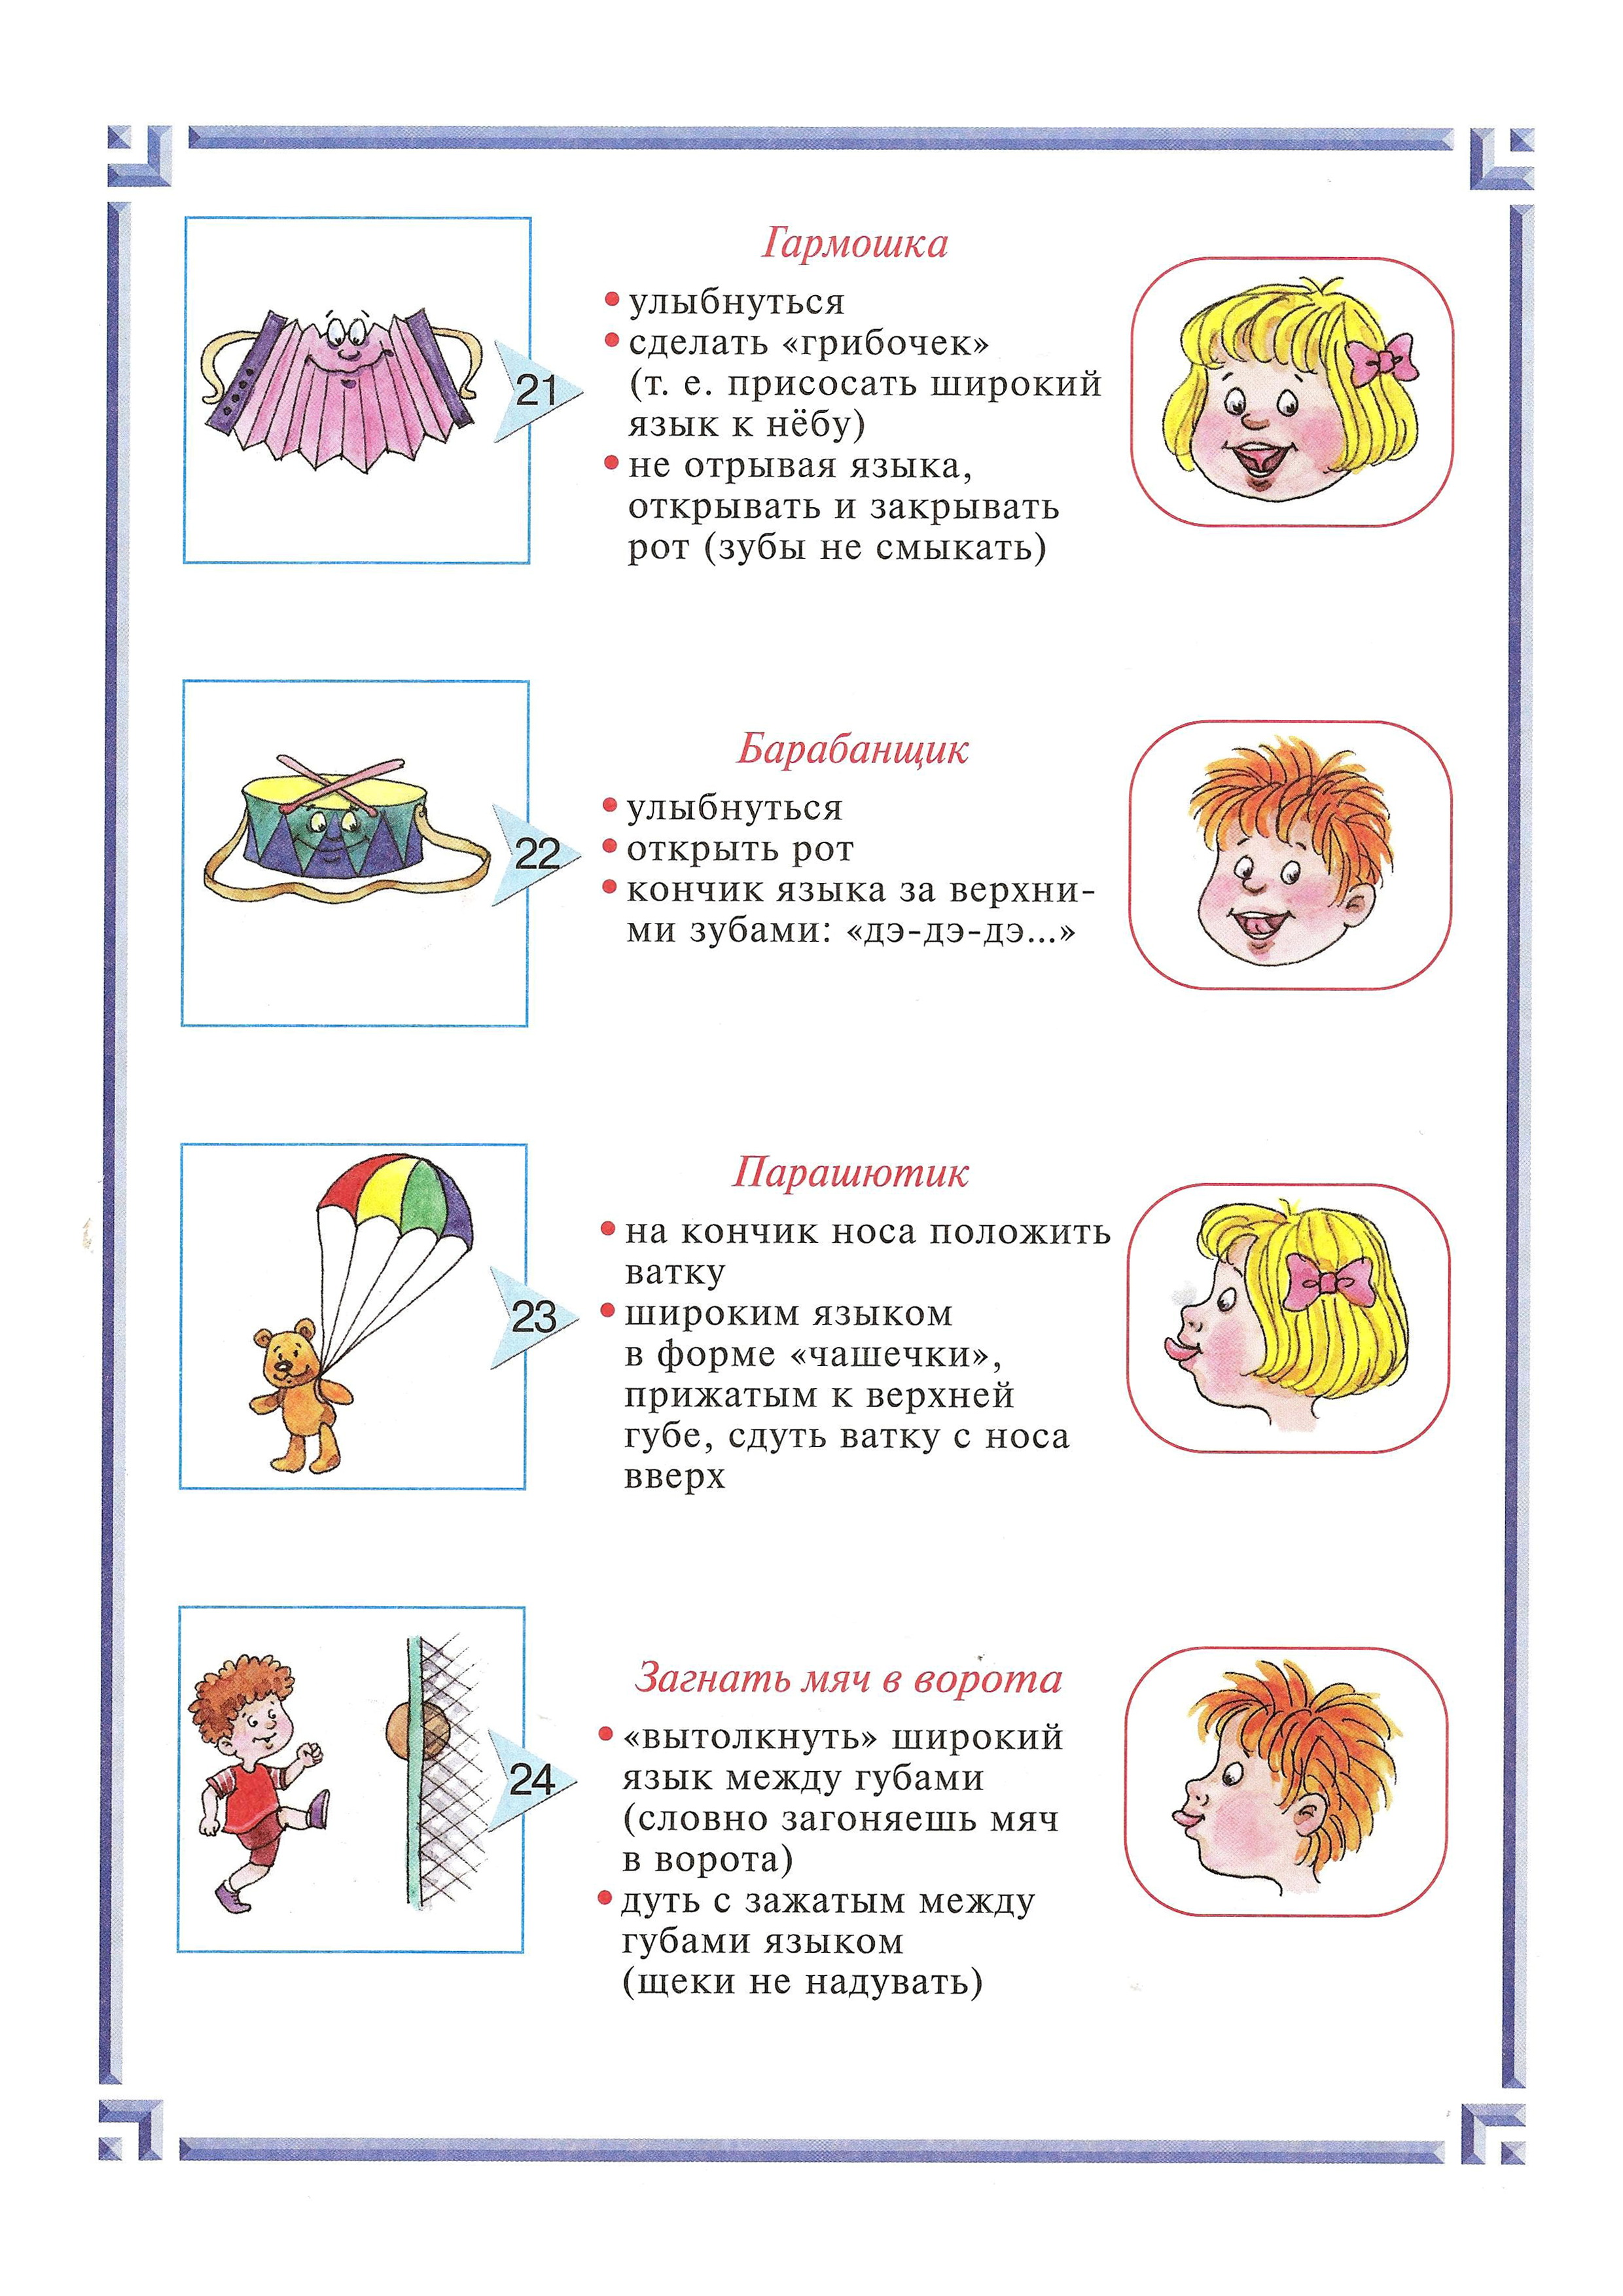 Гармошка
• улыбнуться
• сделать «грибочек»
(т. е. присосать широкий
язык к нёбу)
• не отрывая языка,
открывать и закрывать
рот (зубы не смыкать)
21
Барабанщик
• улыбнуться
• открыть рот
• кончик языка за верхни-
ми зубами: «дэ-дэ-дэ...»
22
Парашютик
• на кончик носа положить
ватку
• широким языком
в форме «чашечки»,
прижатым к верхней
губе, сдуть ватку с носа
вверх
23
Загнать мяч в ворота
• «вытолкнуть» широкий
язык между губами
(словно загоняешь мяч
в ворота)
• дуть с зажатым между
губами языком
(щеки не надувать)
24